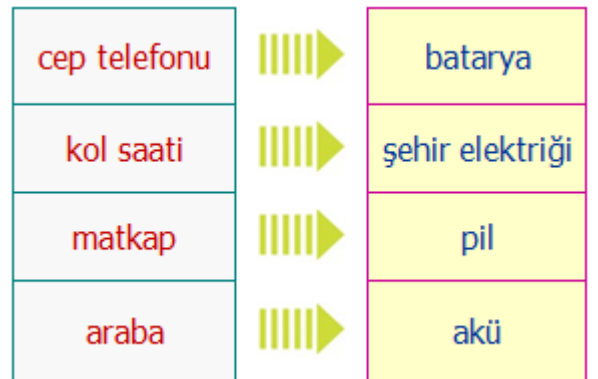 cep telefonu batarya
kol saati şehir elektriği
matkap pil
araba akü